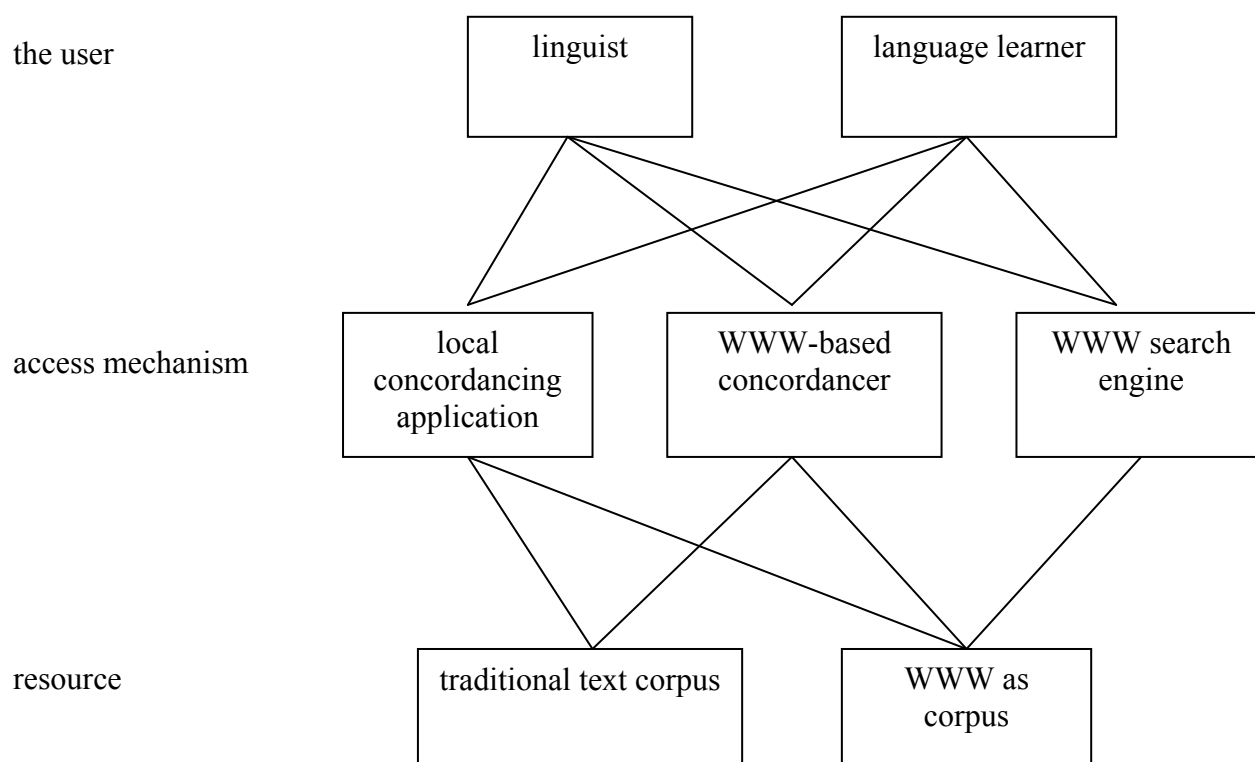 the user
linguist
language learner
access mechanism
local
concordancing
application
WWW-based
concordancer
WWW search
engine
resource
traditional text corpus
WWW as
corpus